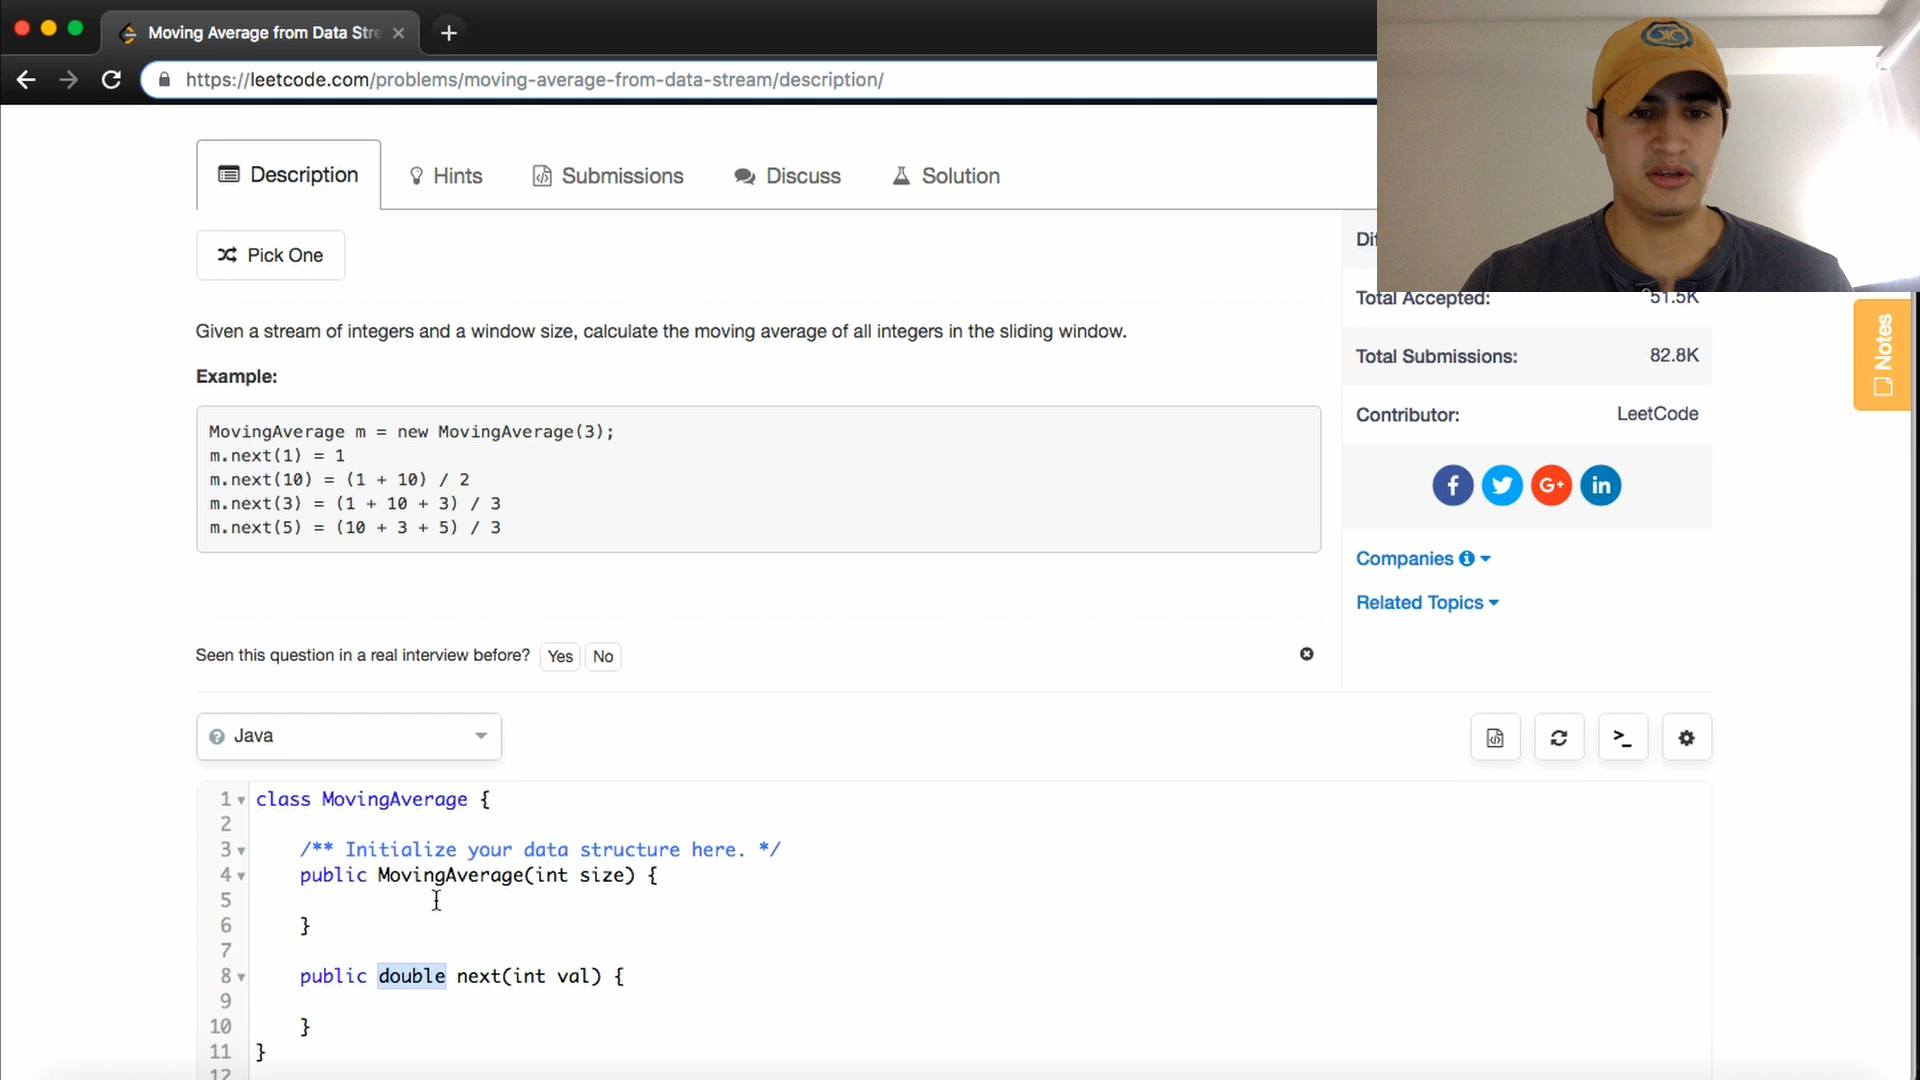 Moving Average from Data Stre
https://leetcode.com/problems/moving-average-from-data-stream/description/
Description
Hints
Submissions
Discuss
Solution
Pick One
Given a stream of integers and a window size, calculate the moving average of all integers in the sliding window.
Example:
MovingAverage m = new MovingAverage(3);
m.next(1) = 1
m.next(10) = (1 + 10) / 2
m.next(3) = (1 + 10 + 3) / 3
m.next(5) = (10 + 3 + 5) / 3
Total Accepted: 51.5K
Total Submissions: 82.8K
Contributor: LeetCode
f
G+
in
Companies
Related Topics
Notes
Seen this question in a real interview before? Yes No
Java
>_
1 class MovingAverage {
2
3 /** Initialize your data structure here. */
4 public MovingAverage(int size) {
5
6 }
7
8 public double next(int val) {
9
10 }
11 }
12